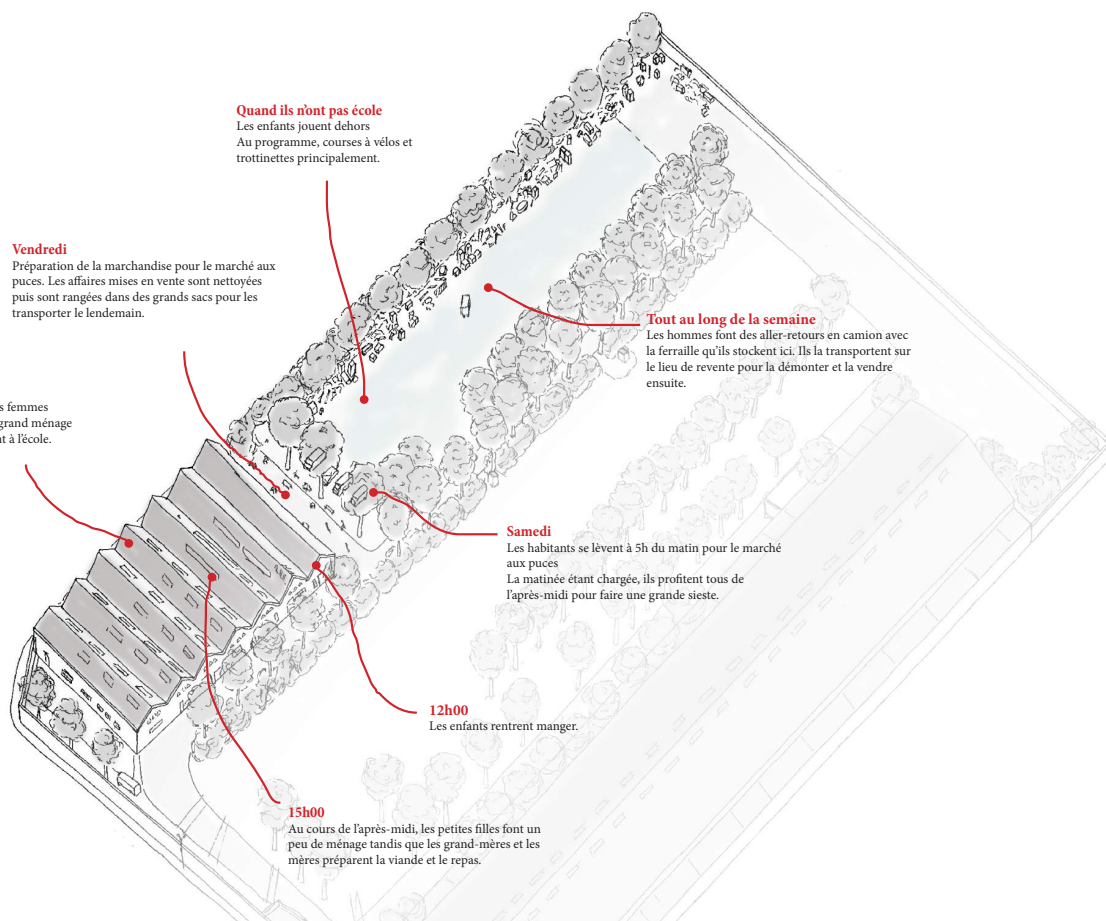 Quand ils n'ont pas école
Les enfants jouent dehors
Au programme, courses à vélos et
trottinettes principalement.
Vendredi
Préparation de la marchandise pour le marché aux
puces. Les affaires mises en vente sont nettoyées
puis sont rangées dans des grands sacs pour les
transporter le lendemain.
Tout au long de la semaine
Les hommes font des aller-retours en camion avec
la ferraille qu'ils stockent ici. Ils la transportent sur
le lieu de revente pour la démonter et la vendre
ensuite.
s femmes
grand ménage
t à l'école.
Samedi
Les habitants se lèvent à 5h du matin pour le marché
aux puces
La matinée étant chargée, ils profitent tous de
l'après-midi pour faire une grande sieste.
12h00
Les enfants rentrent manger.
15h00
Au cours de l'après-midi, les petites filles font un
peu de ménage tandis que les grand-mères et les
mères préparent la viande et le repas.